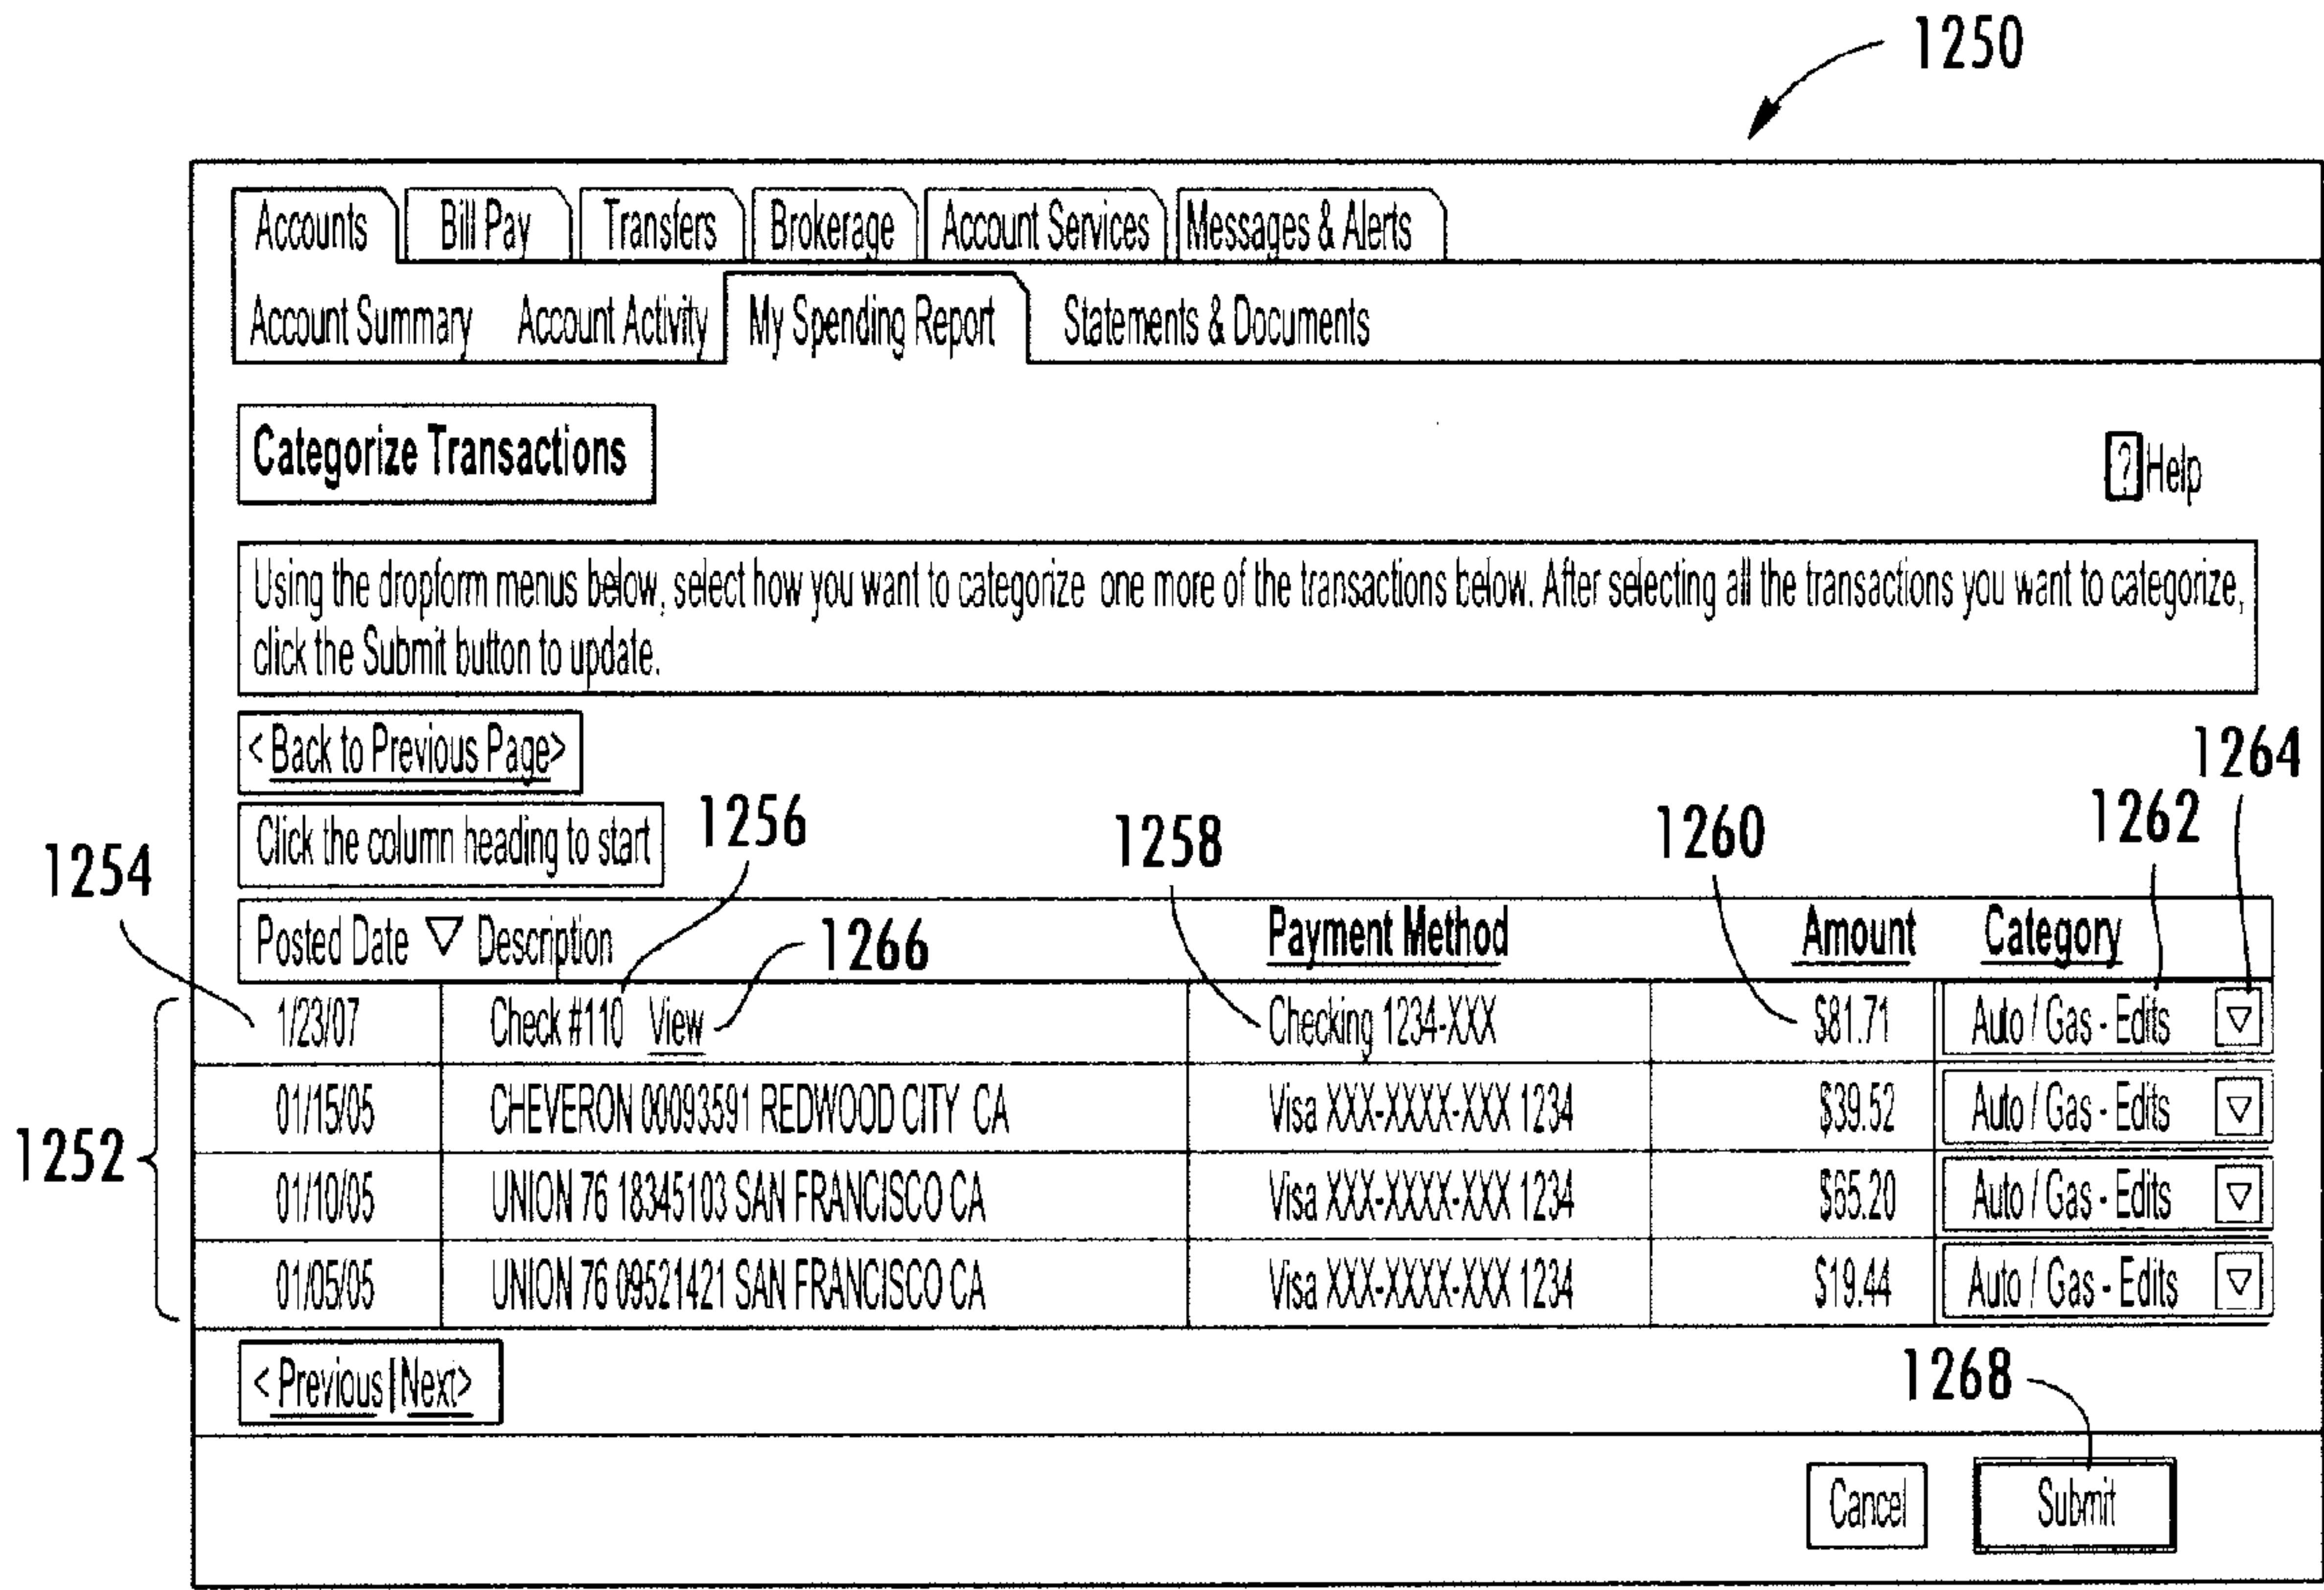 1250
Accounts Bill Pay Transfers Brokerage Account Services Messages & Alerts
Account Summary Account Activity My Spending Report Statements & Documents
Categorize Transactions
? Help
Using the dropform menus below, select how you want to categorize one more of the transactions below. After selecting all the transactions you want to categorize,
click the Submit button to update.
< Back to Previous Page>
1264
Click the column heading to start
1256
1258
1260
1262
1254
Posted Date ▽ Description Payment Method Amount Category
1266
1/23/07 Check #110 View Checking 1234-XXX $81.71 Auto / Gas - Edits ▽
01/15/05 CHEVERON 00093591 REDWOOD CITY CA Visa XXX-XXXX-XXX 1234 $39.52 Auto / Gas - Edits ▽
1252
01/10/05 UNION 76 18345103 SAN FRANCISCO CA Visa XXX-XXXX-XXX 1234 $65.20 Auto / Gas - Edits ▽
01/05/05 UNION 76 09521421 SAN FRANCISCO CA Visa XXX-XXXX-XXX 1234 $19.44 Auto / Gas - Edits ▽
< Previous | Next>
1268
Cancel Submit